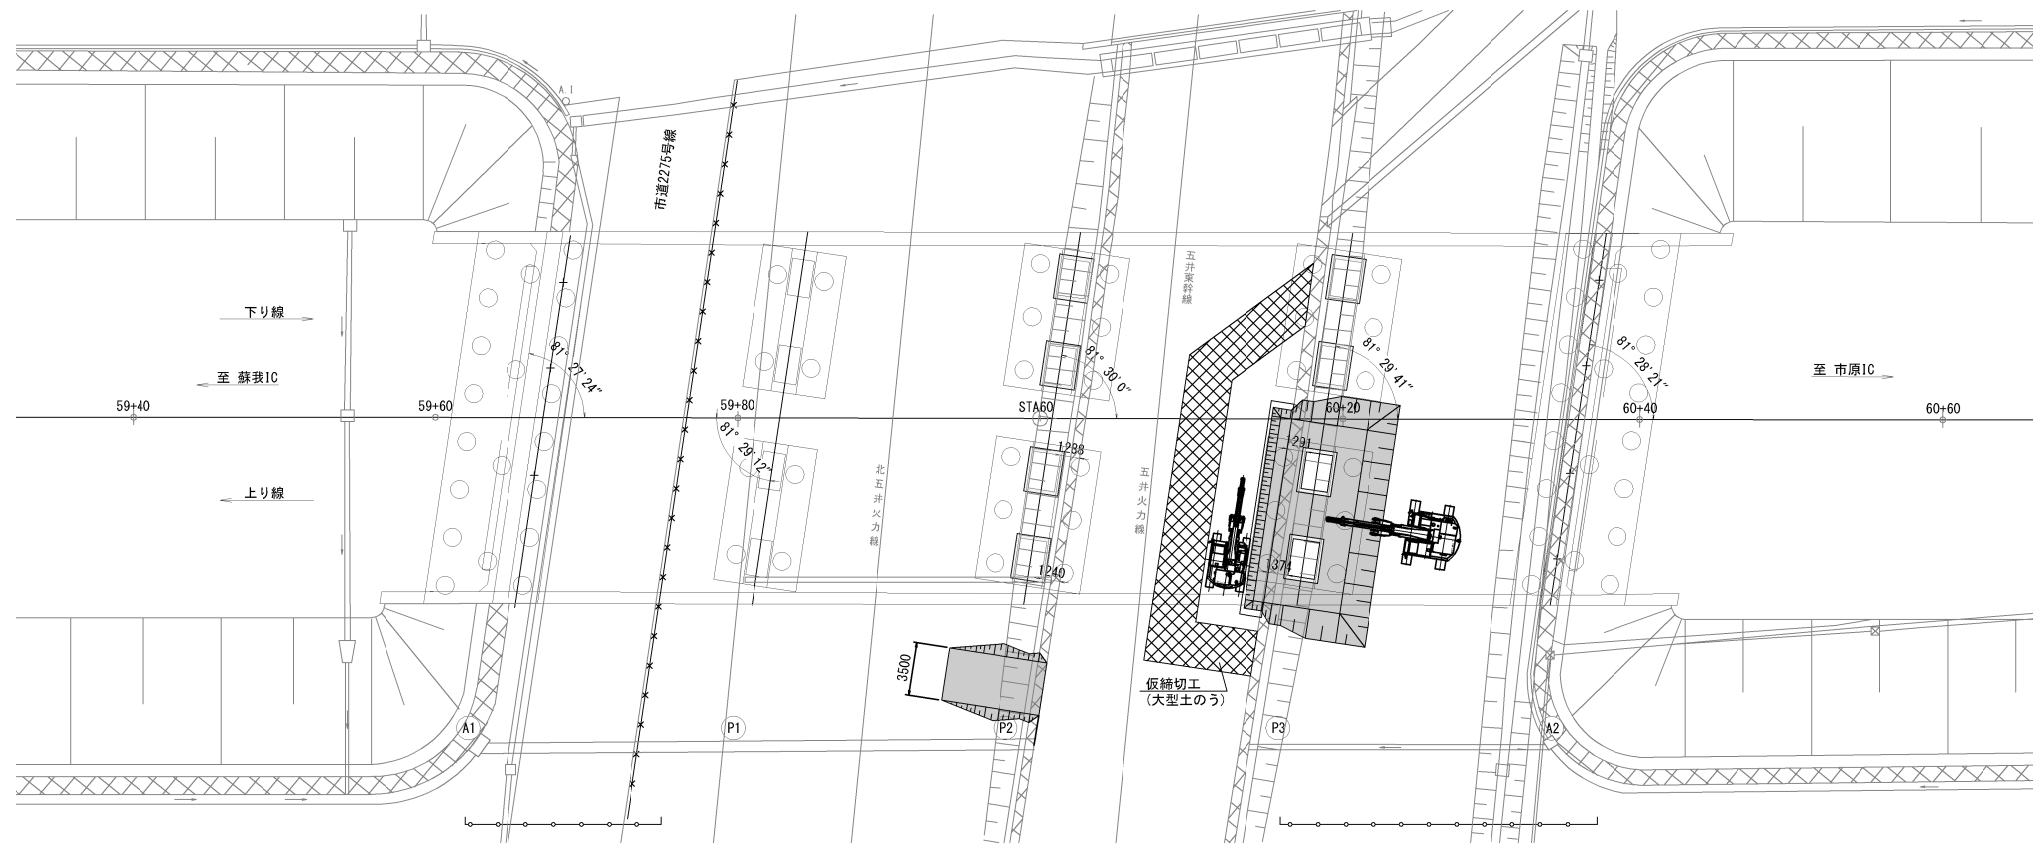 A.1
市道2275号線
五井東幹線
下り線
至 蘇我IC
至 市原IC
81° 27′24″
81° 30′0″
81° 29′41″
81° 28′21″
59+40
59+60
59+80
STA60
60+20
60+40
60+60
81° 29′12″
1238
1291
北五井火力線
五井火力線
上り線
1240
1374
3500
仮締切工
(大型土のう)
A1
P1
P2
P3
A2